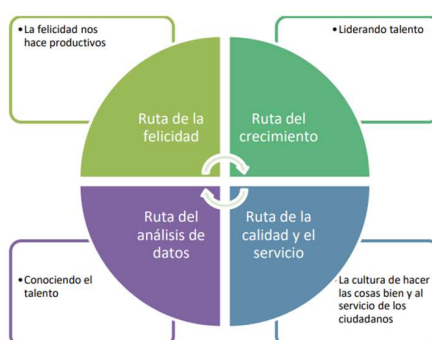 •La felicidad nos
hace productivos
•Liderando talento
Ruta de la
felicidad
Ruta del
crecimiento
Ruta del
análisis de
datos
Ruta de la
calidad y el
servicio
•Conociendo el
talento
•La cultura de hacer
las cosas bien y al
servicio de los
ciudadanos